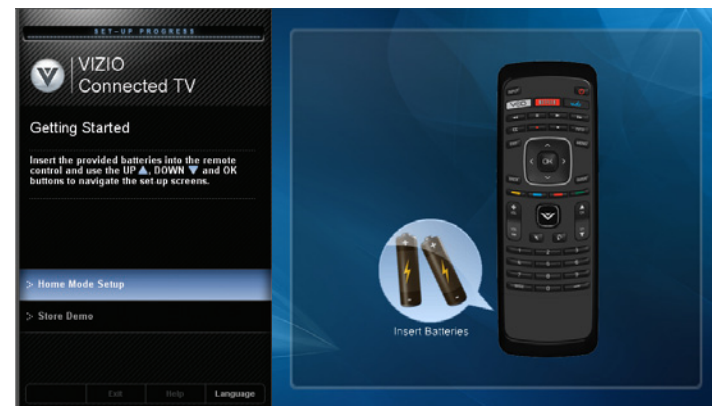 SET-UP PROGRESS
VIZIO
Connected TV
Getting Started
Insert the provided batteries into the remote
control and use the UP ▲, DOWN ▼ and OK
buttons to navigate the set-up screens.
> Home Mode Setup
> Store Demo
Exit Help Language
INPUT
OK
Insert Batteries